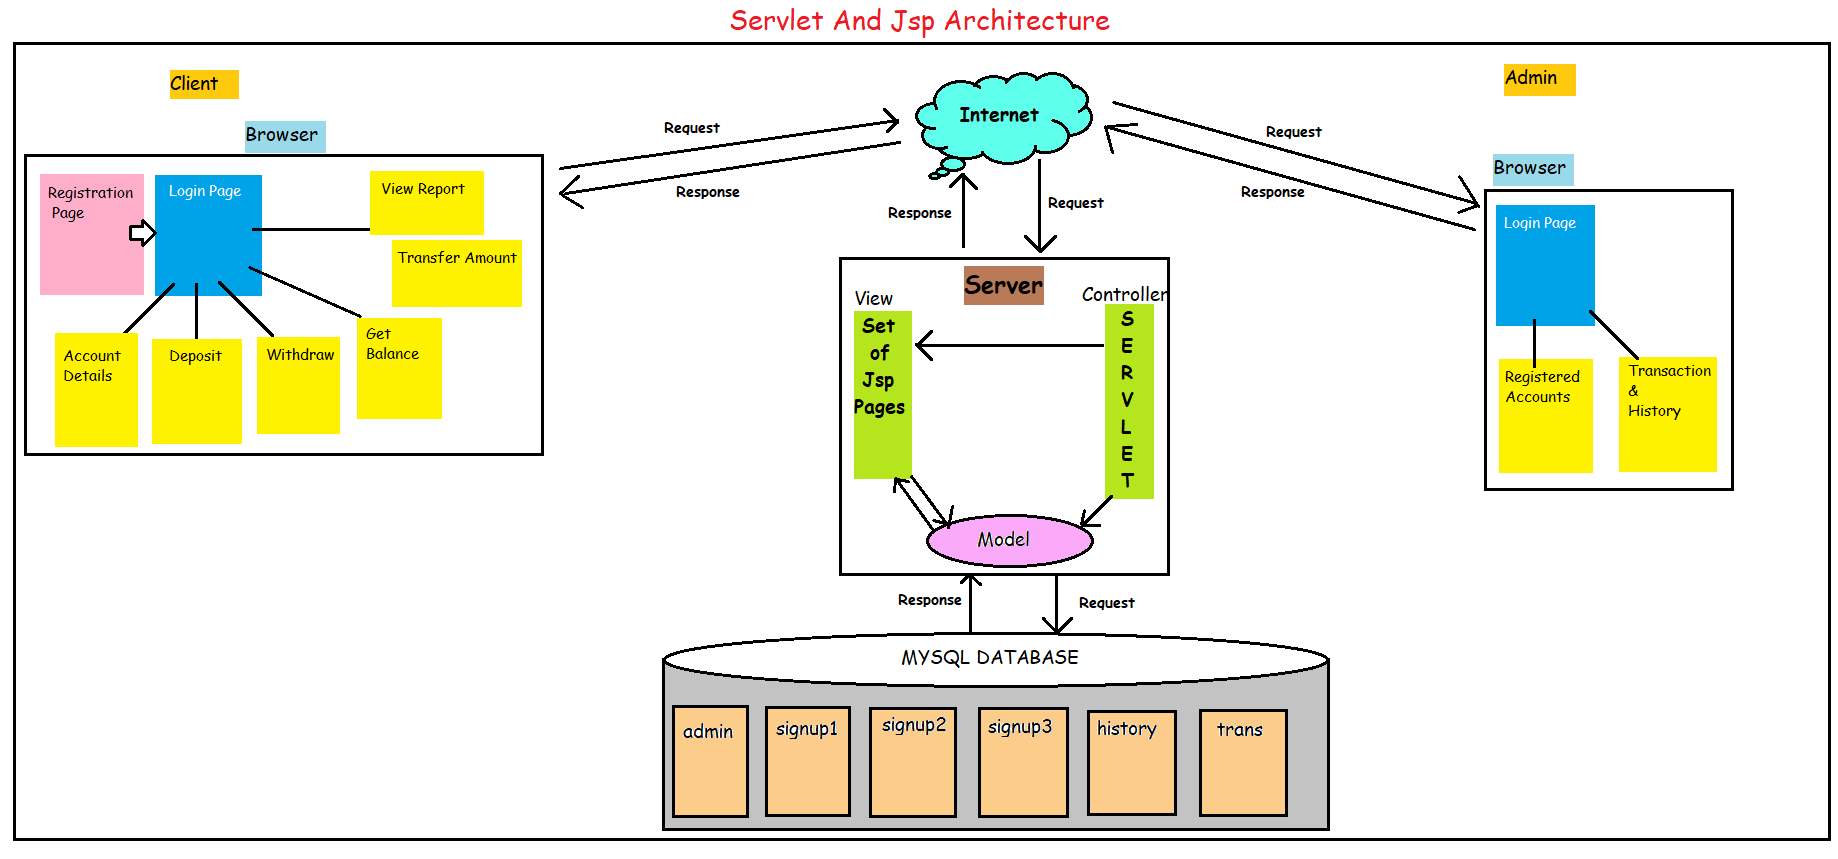 Servlet And Jsp Architecture
Client
Browser
Registration
Page
Login Page
View Report
Transfer Amount
Account
Details
Deposit
Withdraw
Get
Balance
Request
Response
Internet
Response
Request
Request
Response
Admin
Browser
Login Page
Registered
Accounts
Transaction
&
History
Server
View
Set
of
Jsp
Pages
Controller
S
E
R
V
L
E
T
Model
Response
Request
MYSQL DATABASE
admin
signup1
signup2
signup3
history
trans